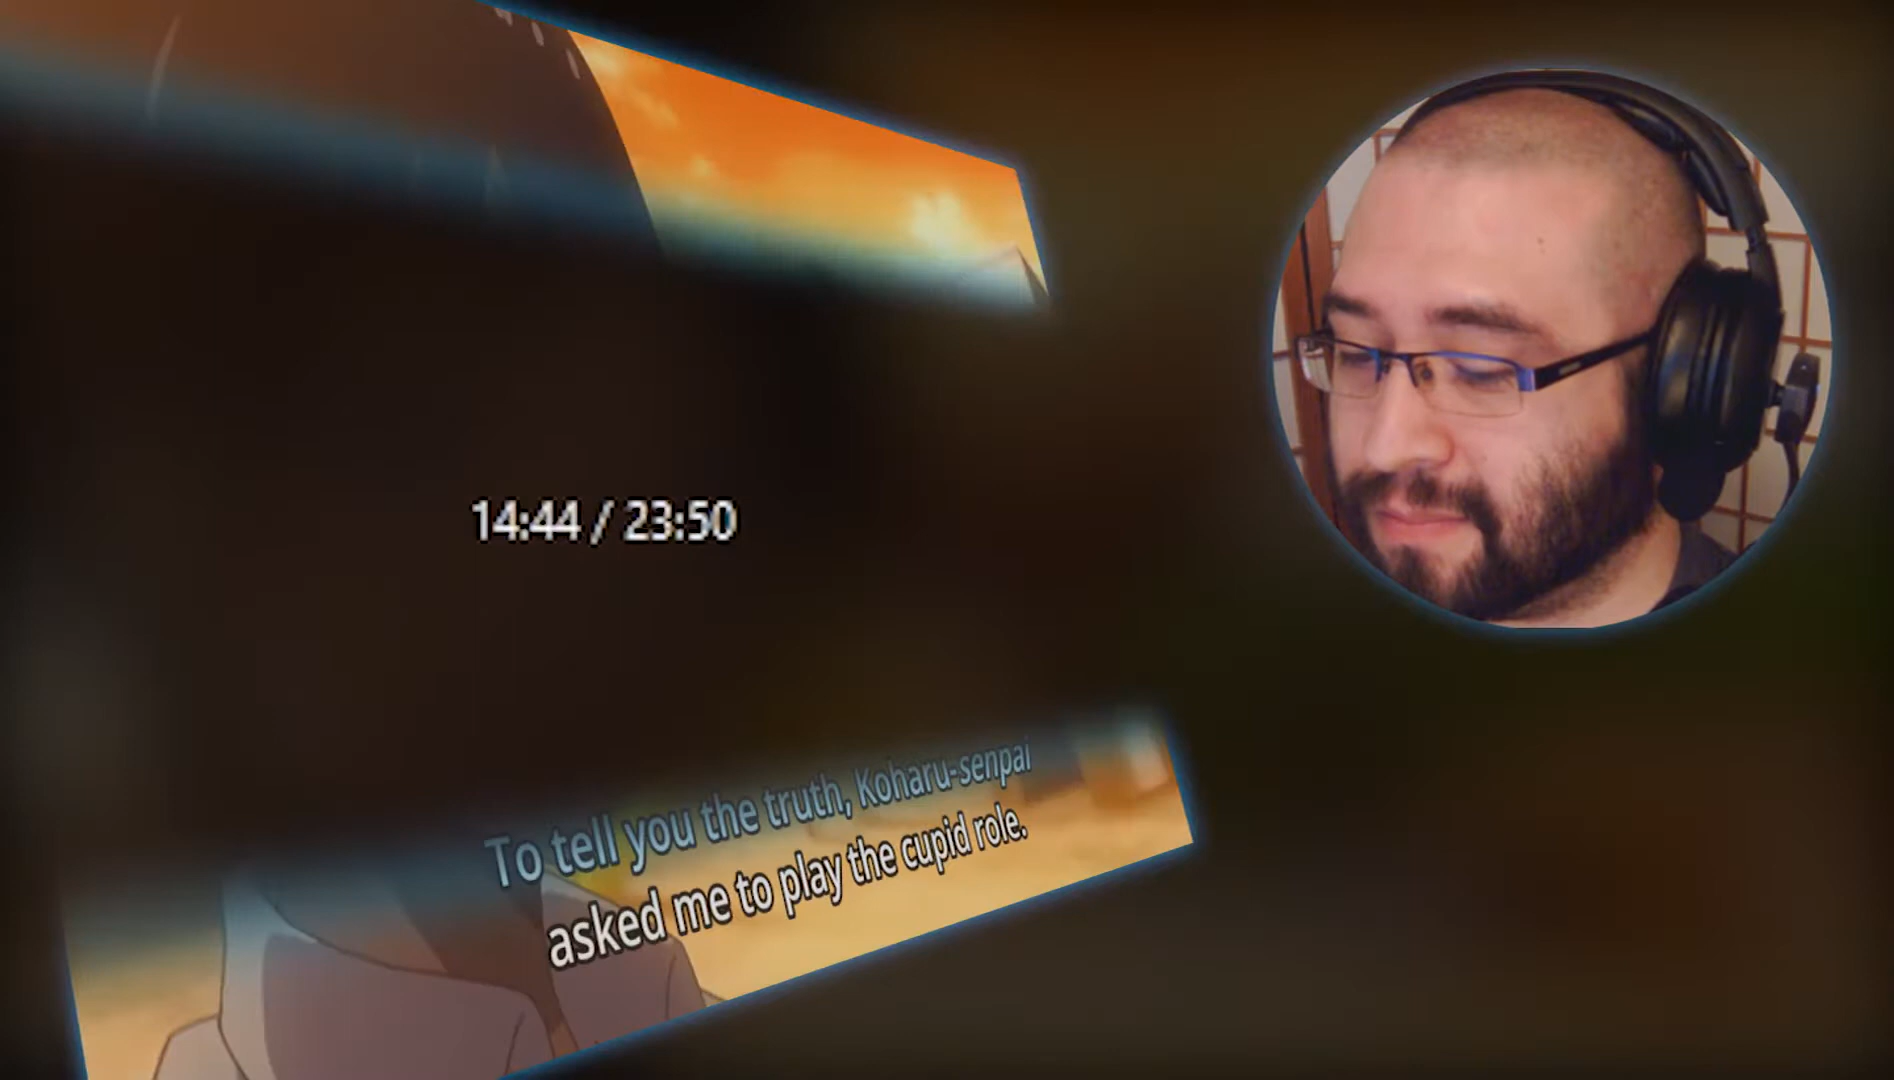 14:44 / 23:50
To tell you the truth, Koharu-senpai
asked me to play the cupid role.